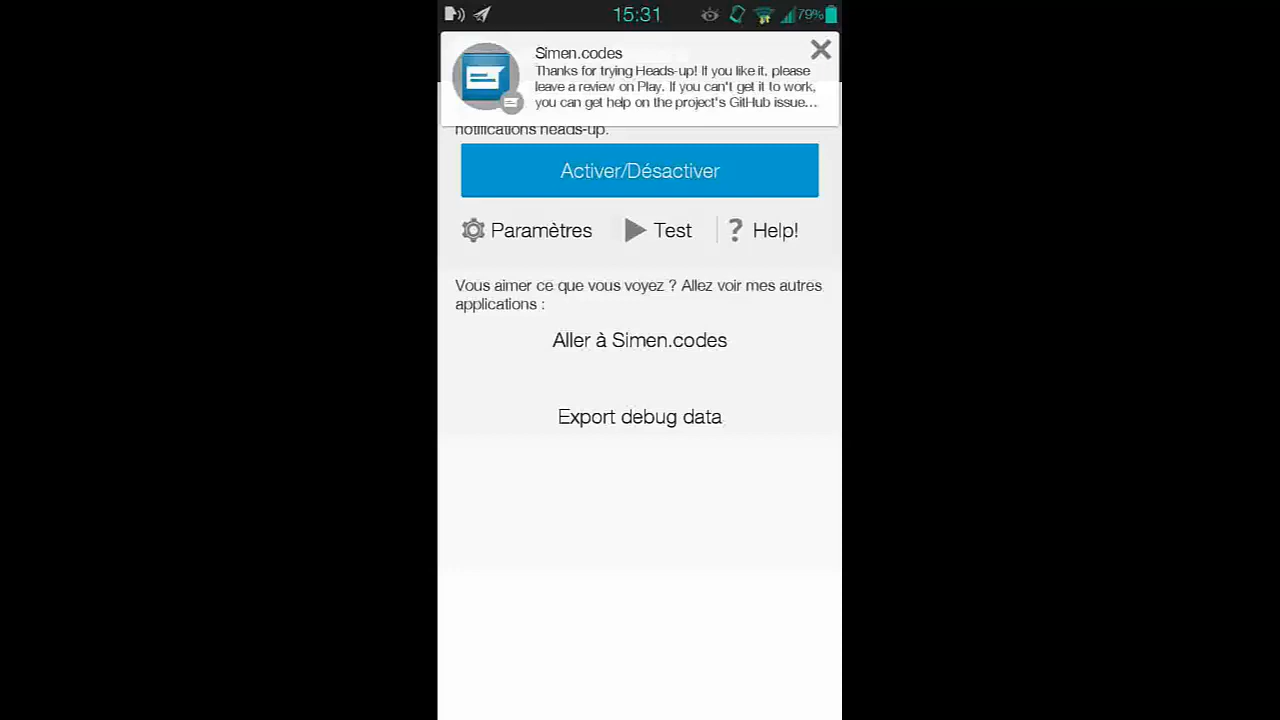 15:31
79%
Simen.codes
Thanks for trying Heads-up! If you like it, please
leave a review on Play. If you can't get it to work,
you can get help on the project's GitHub issue...
notifications heads-up.
Activer/Désactiver
Paramètres
Test
? Help!
Vous aimer ce que vous voyez ? Allez voir mes autres
applications :
Aller à Simen.codes
Export debug data